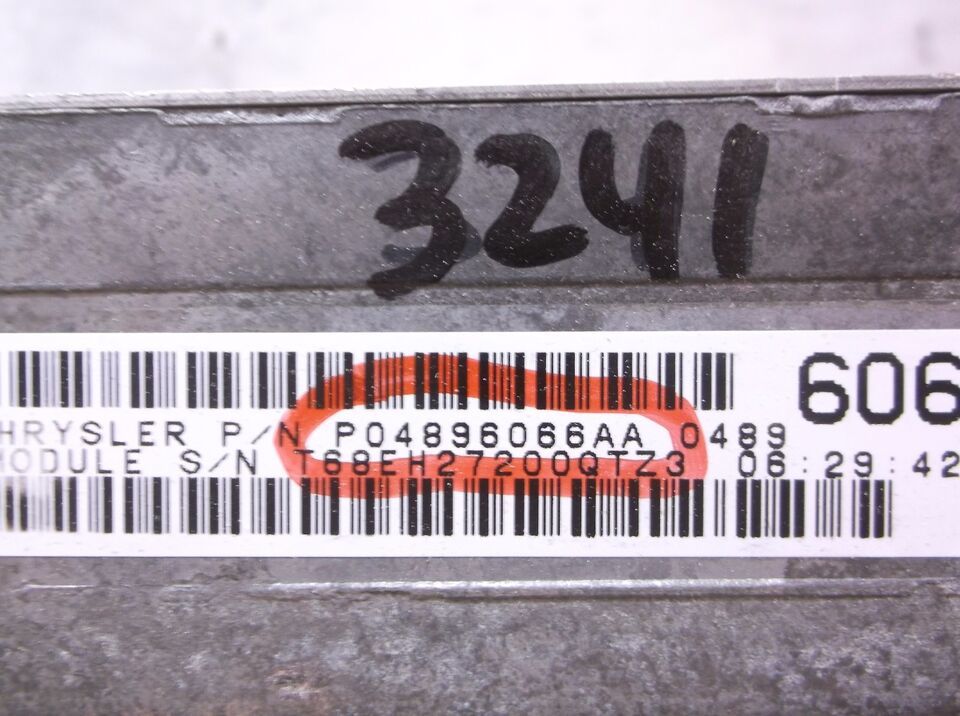 3241
606
HRYSLER P/N P04896066AA 0489
MODULE S/N T68EH27200QTZ3 06:29:42